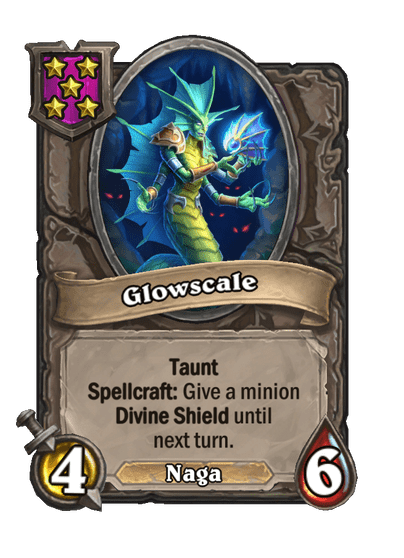 Glowscale
Taunt
Spellcraft: Give a minion
Divine Shield until
next turn.
4
Naga
6